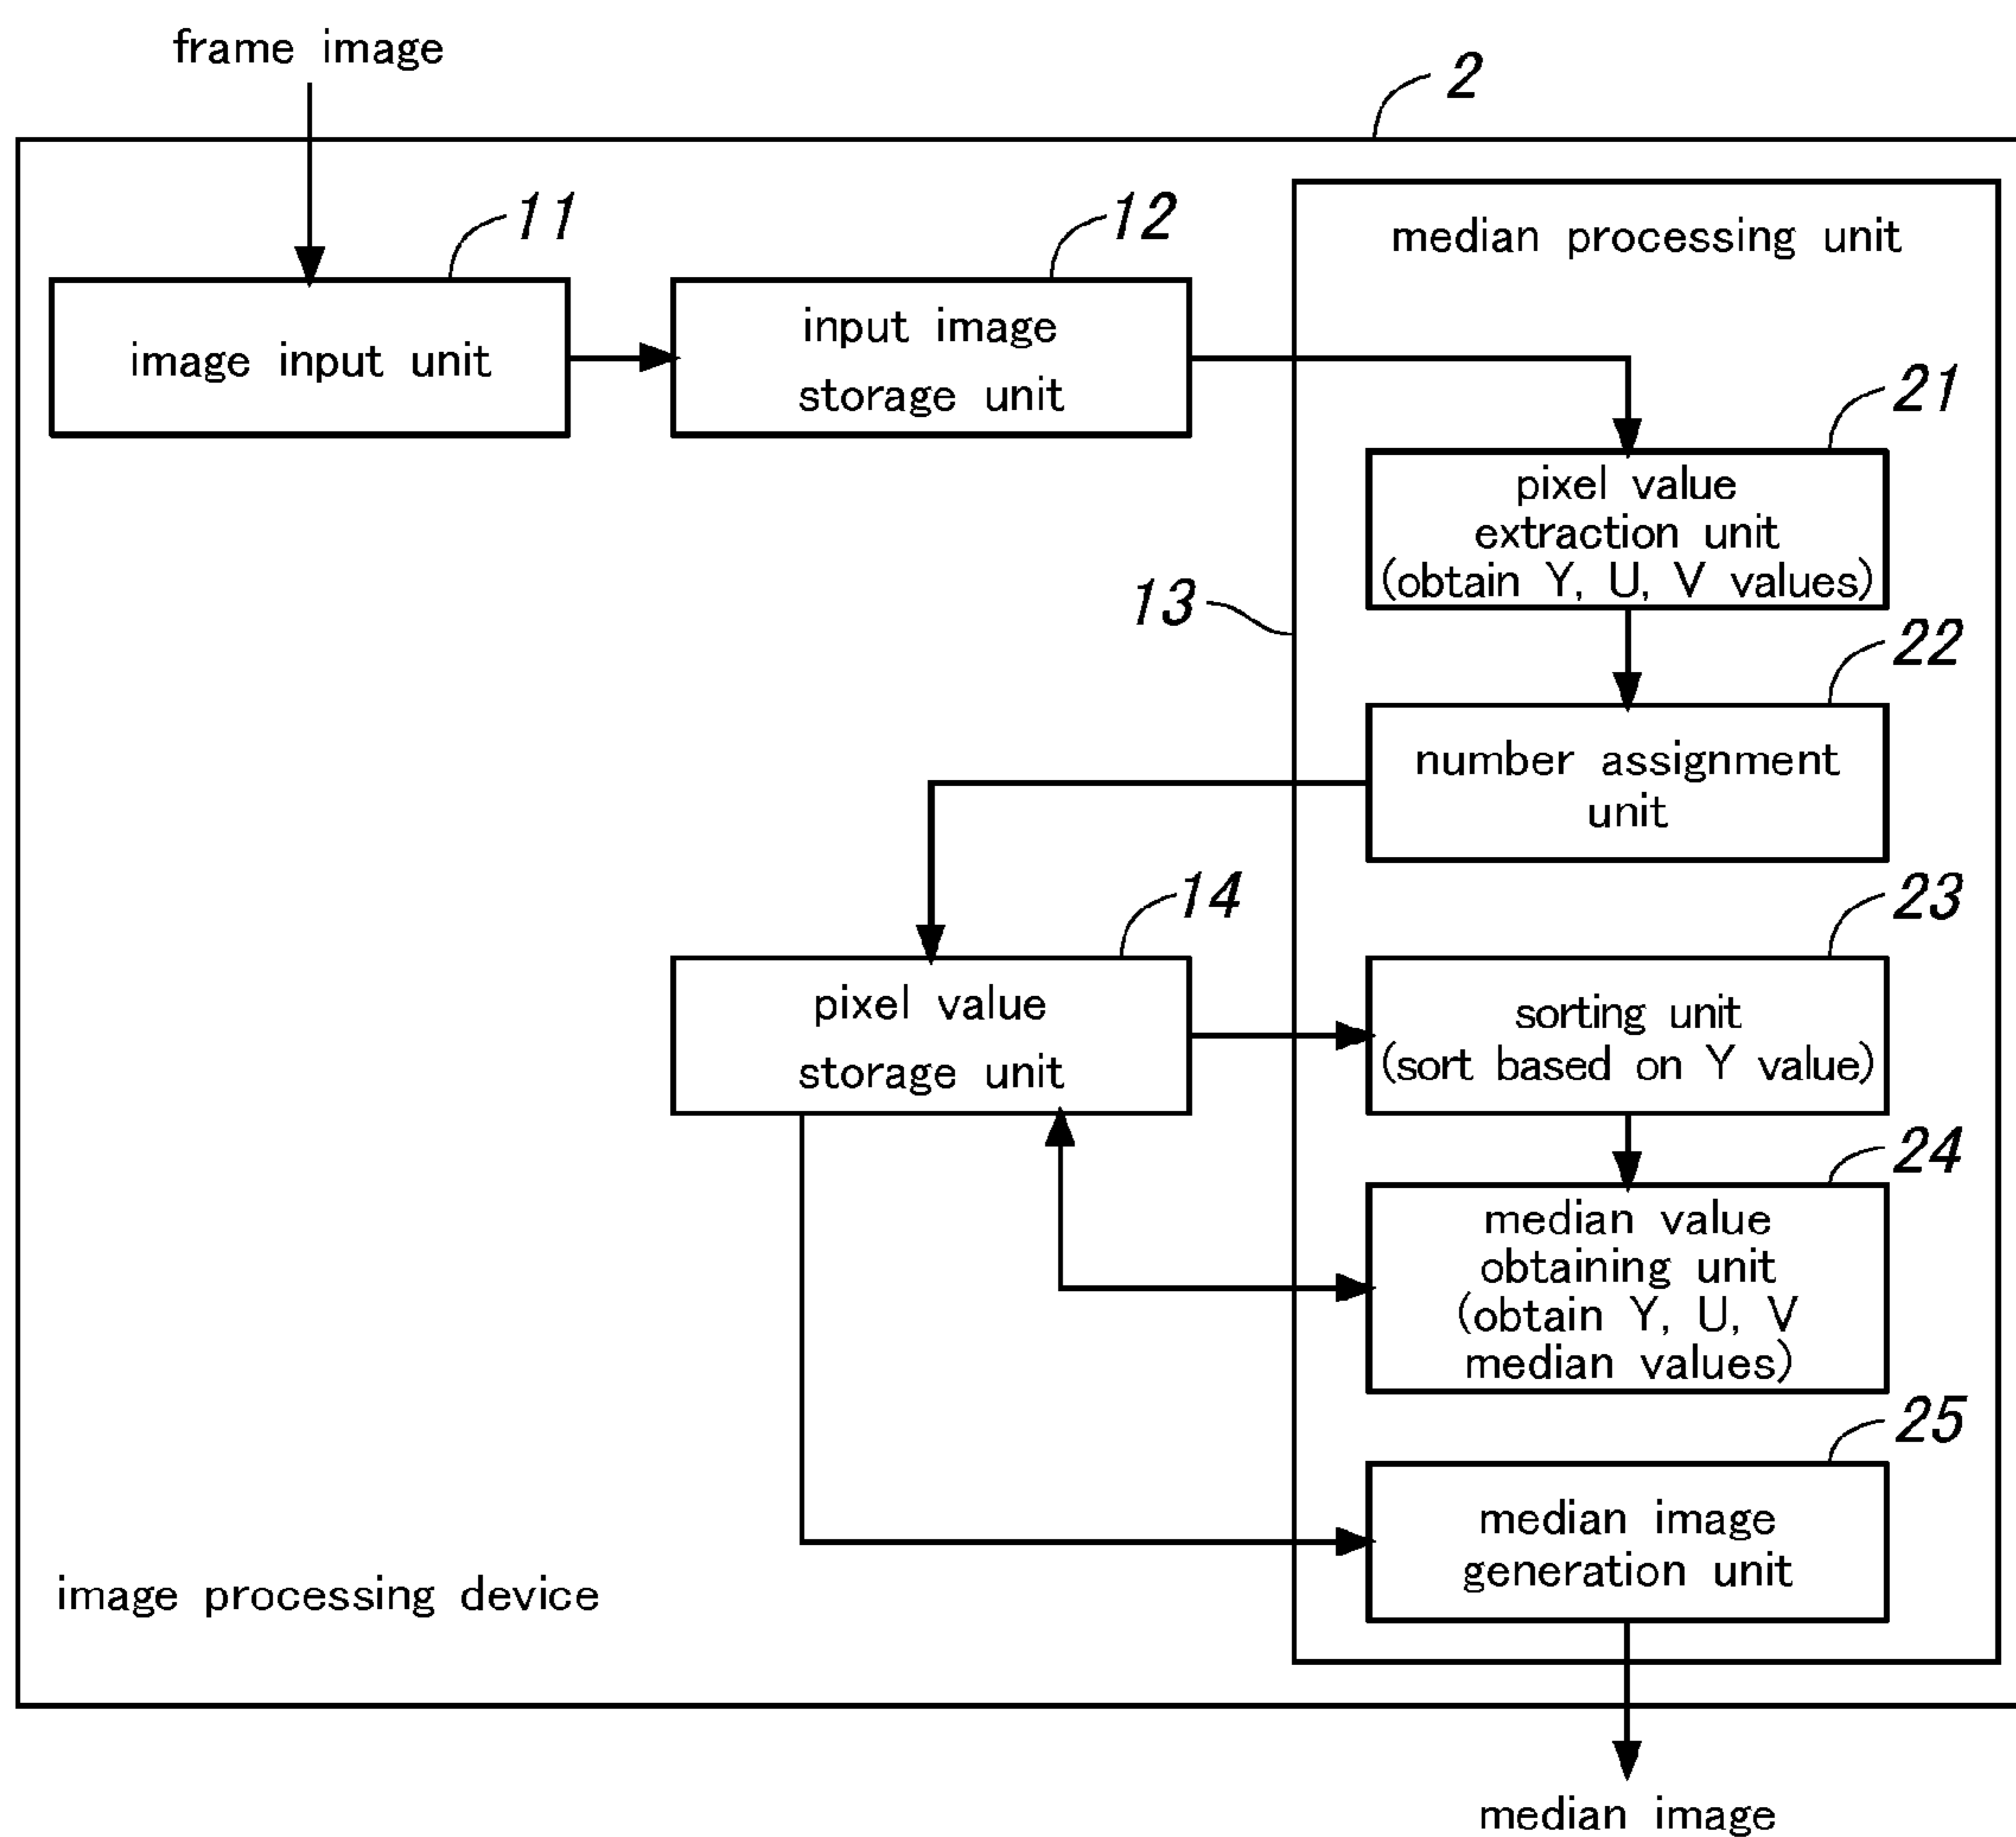 frame image
2
11
12
median processing unit
image input unit
input image
storage unit
21
pixel value
extraction unit
(obtain Y, U, V values)
13
22
number assignment
unit
14
23
pixel value
storage unit
sorting unit
(sort based on Y value)
24
median value
obtaining unit
(obtain Y, U, V
median values)
25
median image
generation unit
image processing device
median image